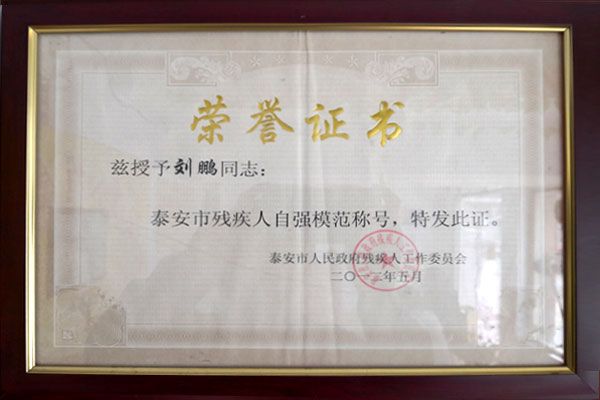 荣誉证书
兹授予刘鹏同志：
泰安市残疾人自强模范称号，特发此证。
泰安市人民政府残疾人工作委员会
二〇一三年五月